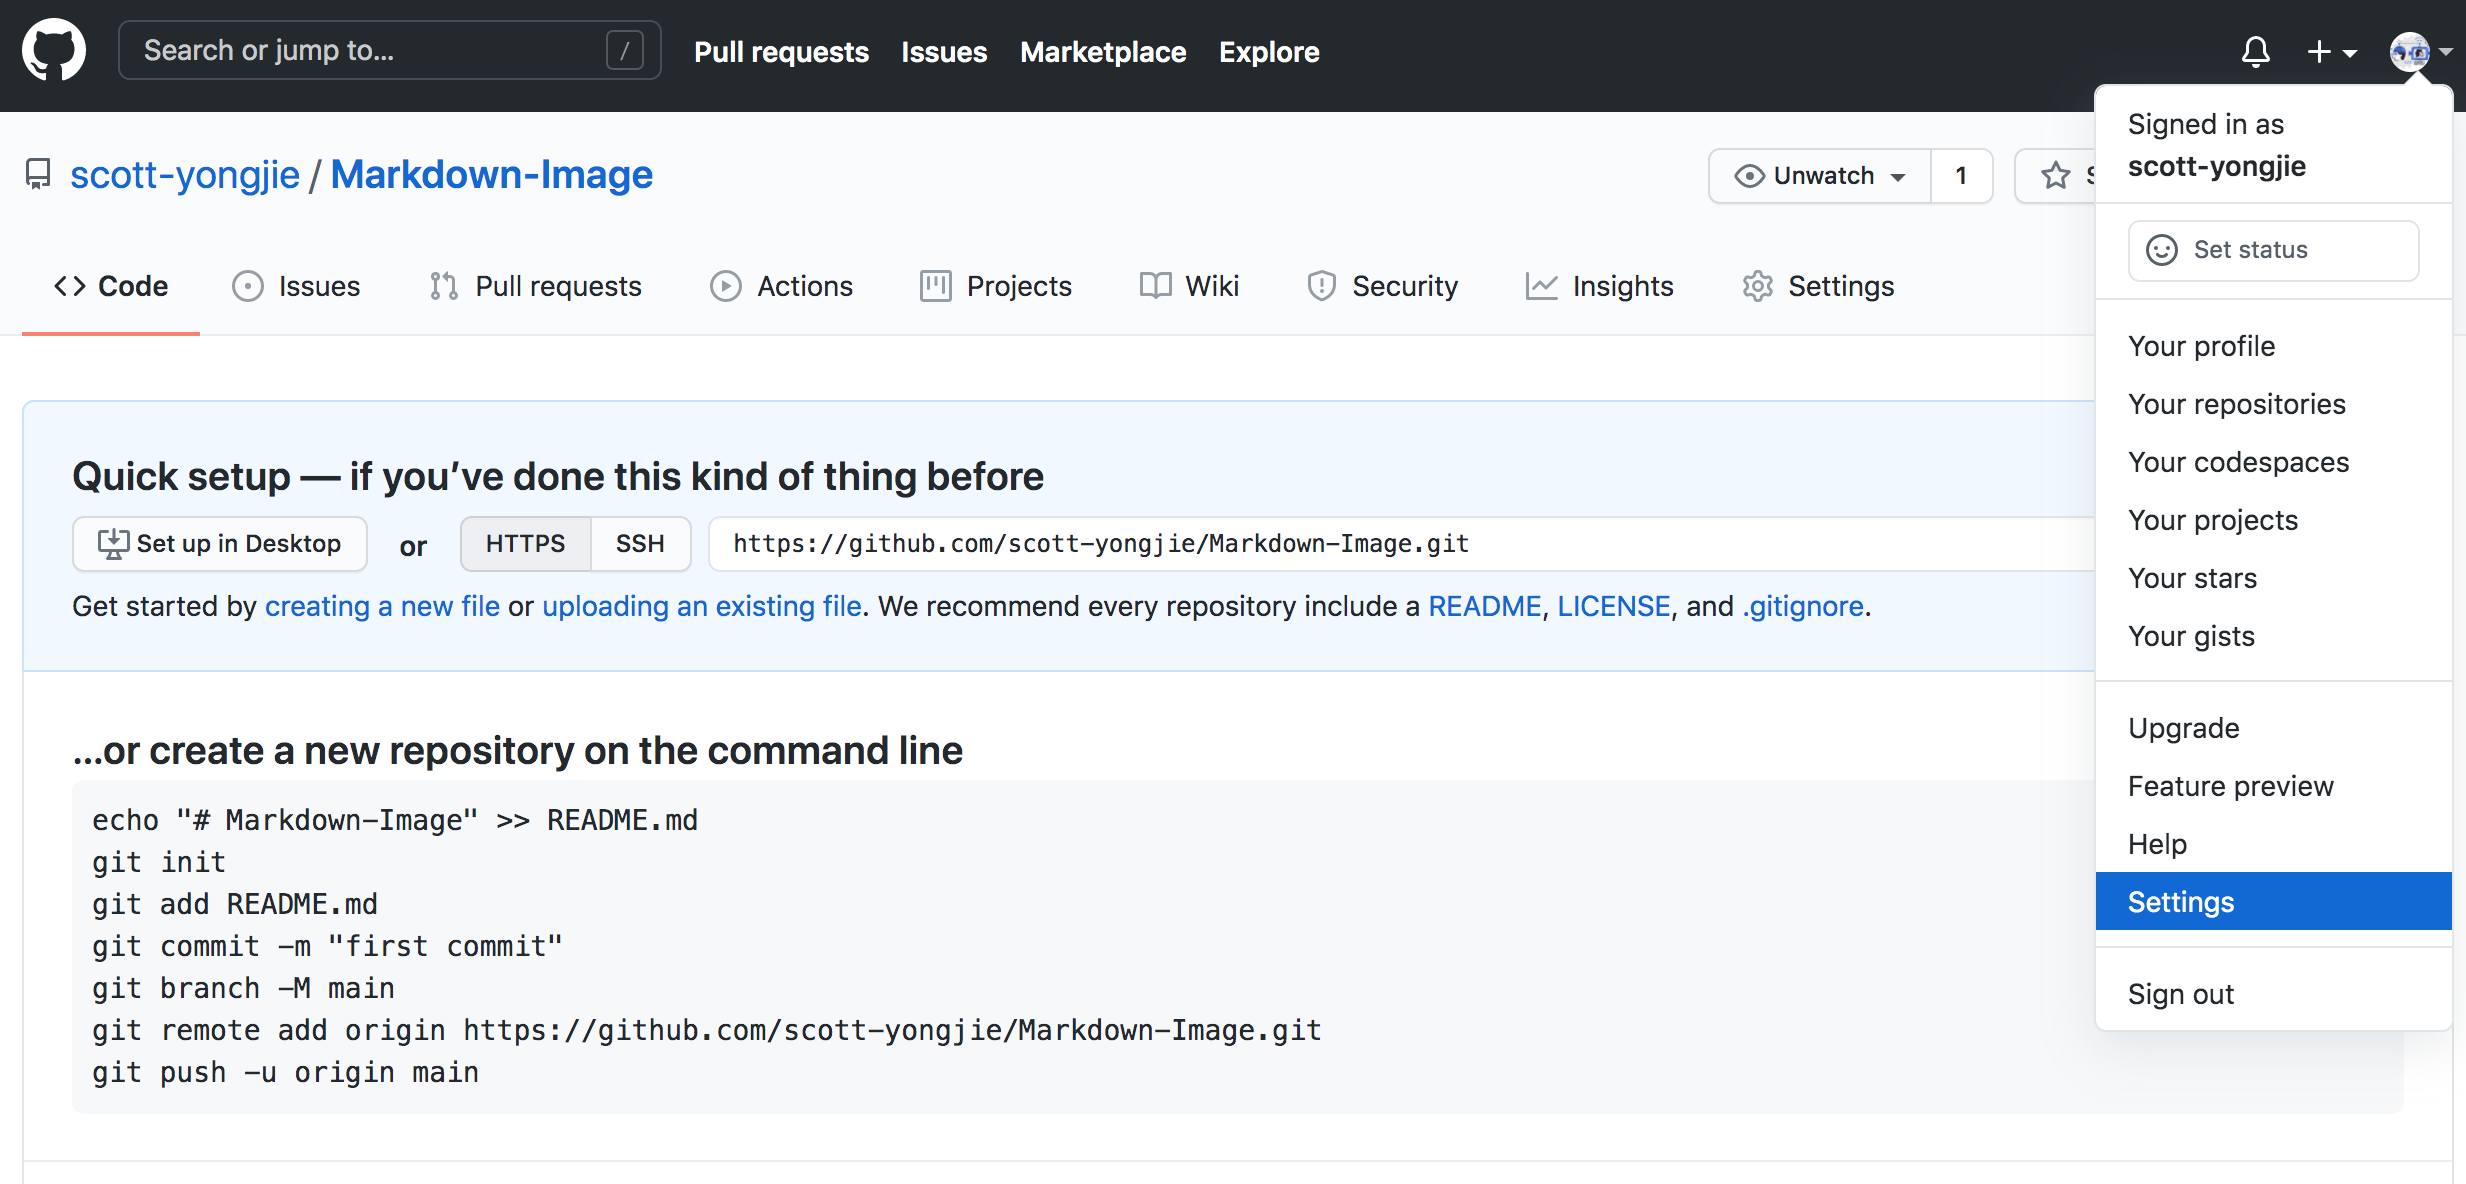 Search or jump to... /
Pull requests Issues Marketplace Explore
scott-yongjie / Markdown-Image
Unwatch 1
Code Issues Pull requests Actions Projects Wiki Security Insights Settings
Quick setup — if you’ve done this kind of thing before
Set up in Desktop or HTTPS SSH https://github.com/scott-yongjie/Markdown-Image.git
Get started by creating a new file or uploading an existing file. We recommend every repository include a README, LICENSE, and .gitignore.
...or create a new repository on the command line
echo "# Markdown-Image" >> README.md
git init
git add README.md
git commit -m "first commit"
git branch -M main
git remote add origin https://github.com/scott-yongjie/Markdown-Image.git
git push -u origin main
Signed in as
scott-yongjie
Set status
Your profile
Your repositories
Your codespaces
Your projects
Your stars
Your gists
Upgrade
Feature preview
Help
Settings
Sign out